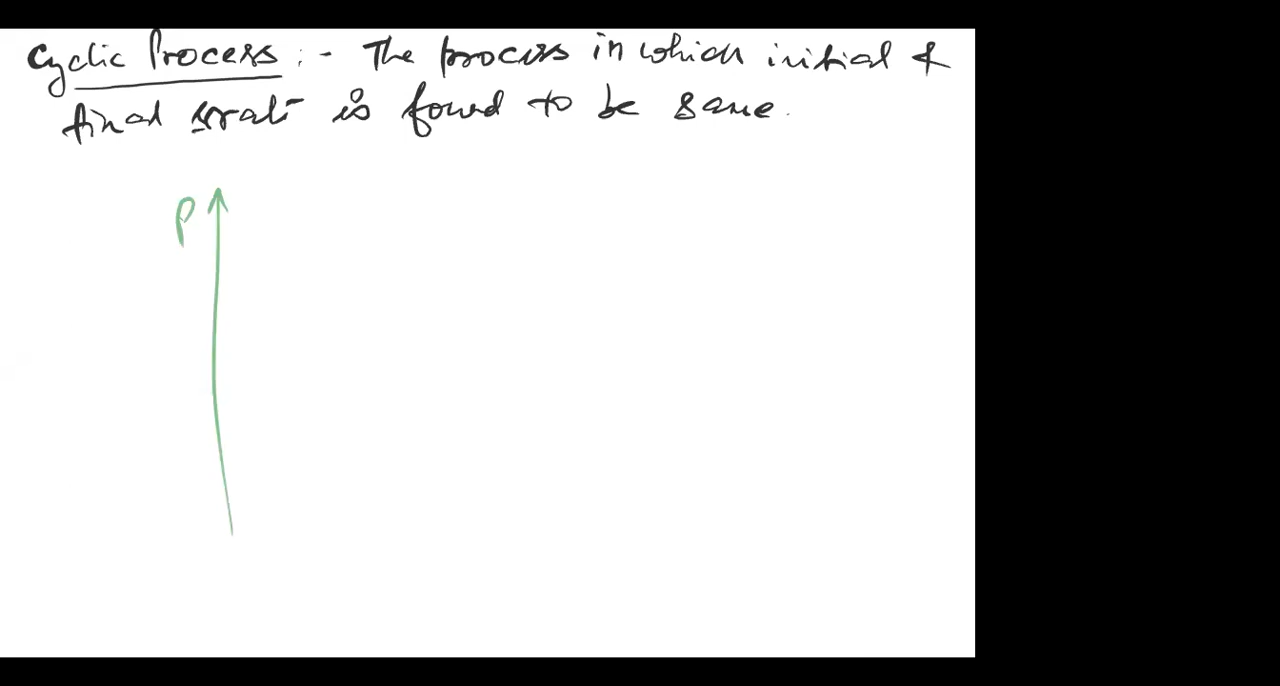 Cyclic Process :- The process in which initial &
final state is found to be same.
P